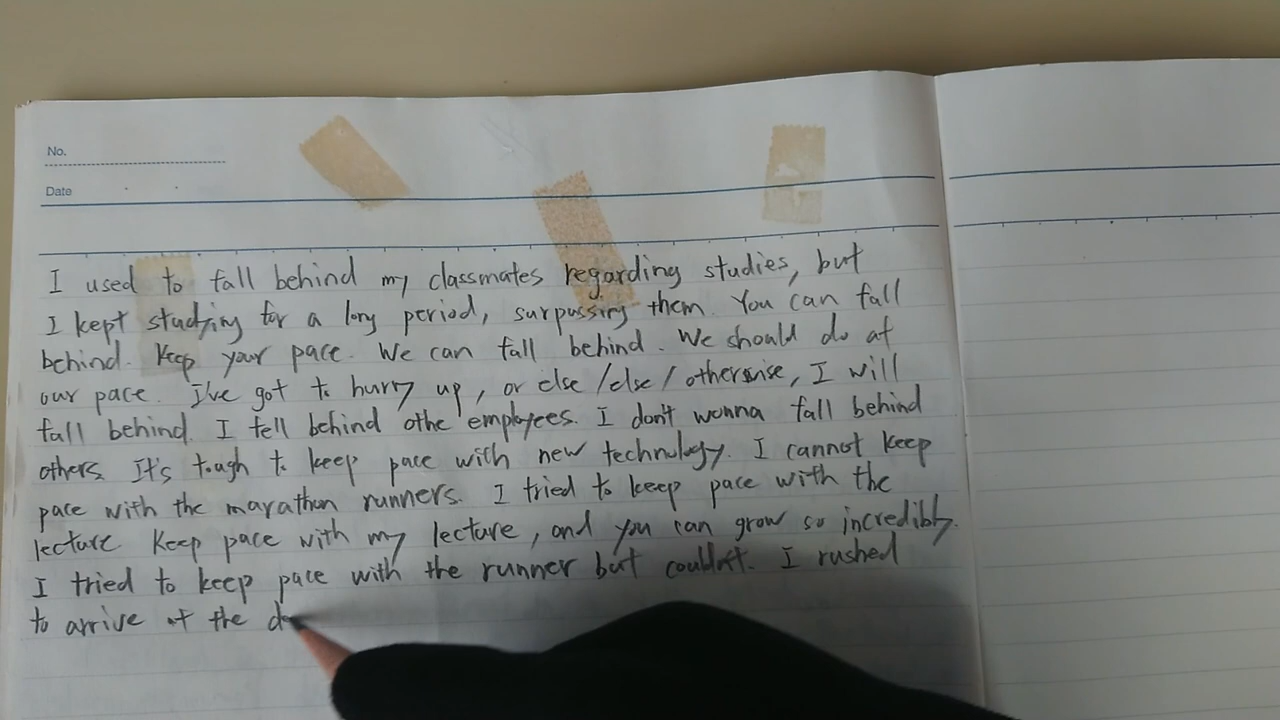 No.
Date
I used to fall behind my classmates regarding studies, but
I kept studying for a long period, surpussing them. You can fall
behind. Keep your pace. We can fall behind. We should do at
our pace. I've got to hurry up, or else / else / otherwise, I will
fall behind. I fell behind othe employees. I don't wonna fall behind
others. It's tough to keep pace with new technology. I cannot keep
pace with the marathon runners. I tried to keep pace with the
lecture Keep pace with my lecture, and you can grow so incredibly.
I tried to keep pace with the runner but couldn't. I rushed
to arrive at the